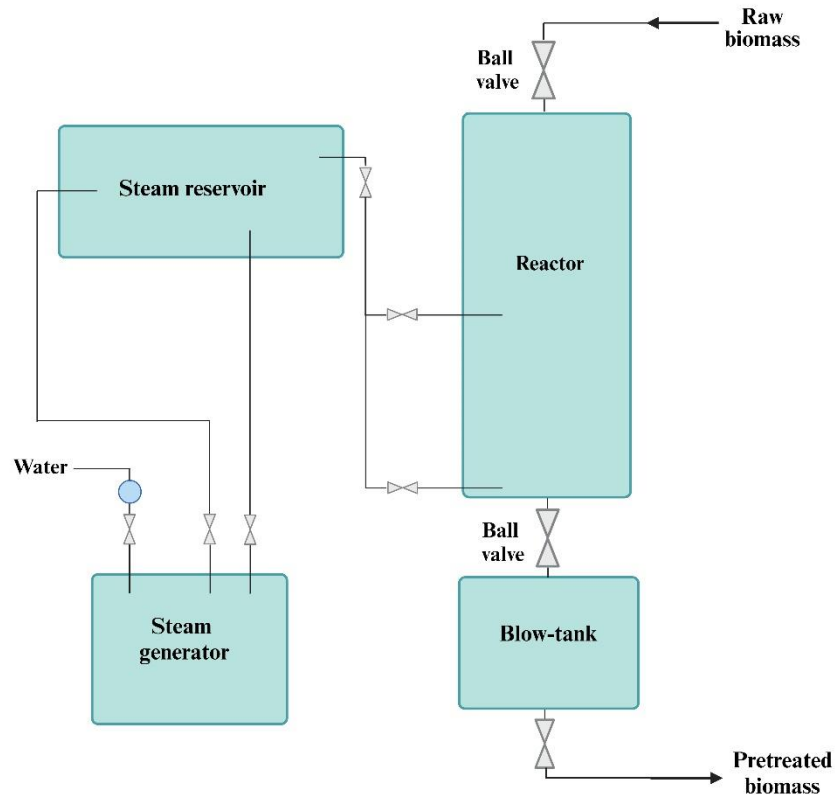 Raw
biomass
Ball
valve
Steam reservoir
Reactor
Water
Ball
valve
Steam
generator
Blow-tank
Pretreated
biomass